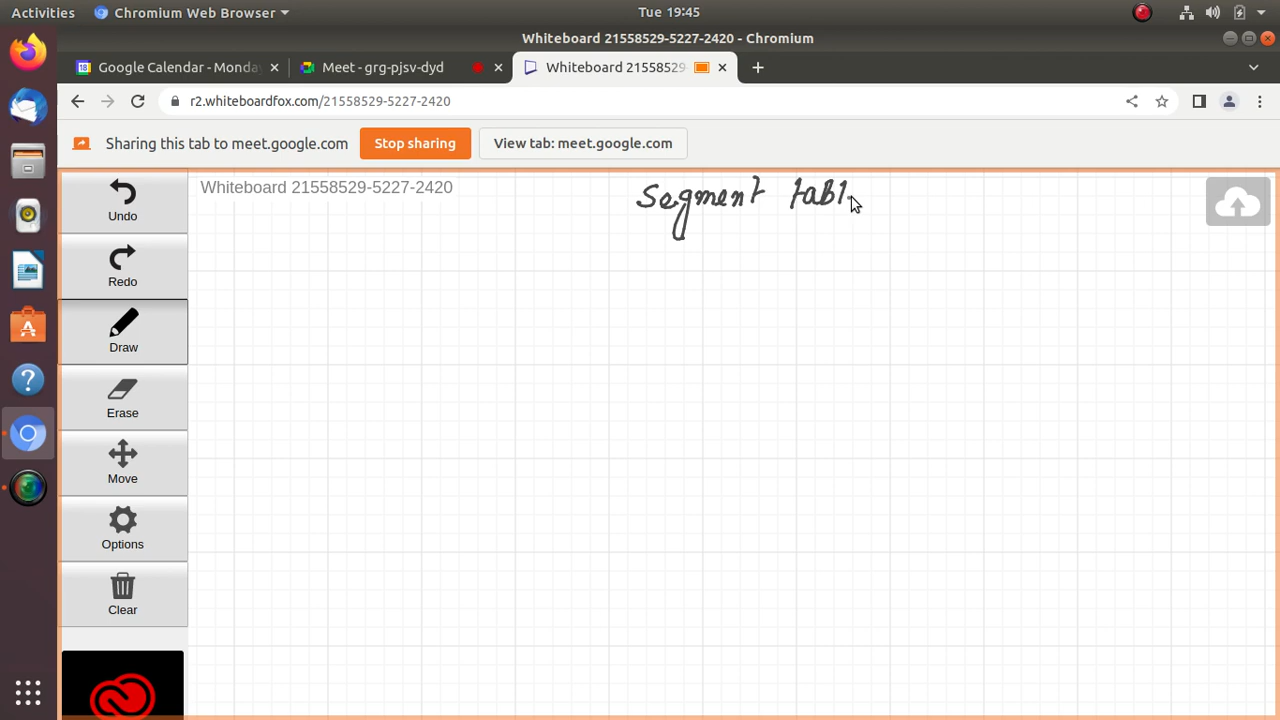 Activities Chromium Web Browser Tue 19:45
Whiteboard 21558529-5227-2420 - Chromium
Google Calendar - Monday Meet - grg-pjsv-dyd Whiteboard 21558529
r2.whiteboardfox.com/21558529-5227-2420
Sharing this tab to meet.google.com Stop sharing View tab: meet.google.com
Whiteboard 21558529-5227-2420
Segment tabl
Undo
Redo
Draw
Erase
Move
Options
Clear